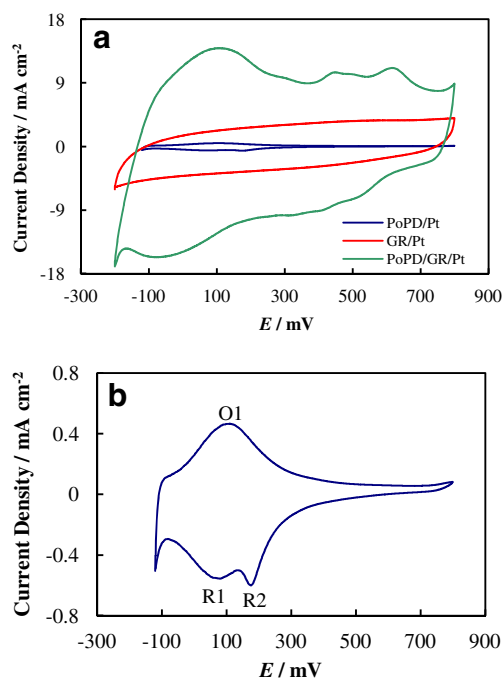 a
Current Density / mA cm-2
18
9
0
-9
-18
PoPD/Pt
GR/Pt
PoPD/GR/Pt
-300 -100 100 300 500 700 900
E / mV
b
Current Density / mA cm-2
0.8
0.4
0
-0.4
-0.8
O1
R1 R2
-300 -100 100 300 500 700 900
E / mV